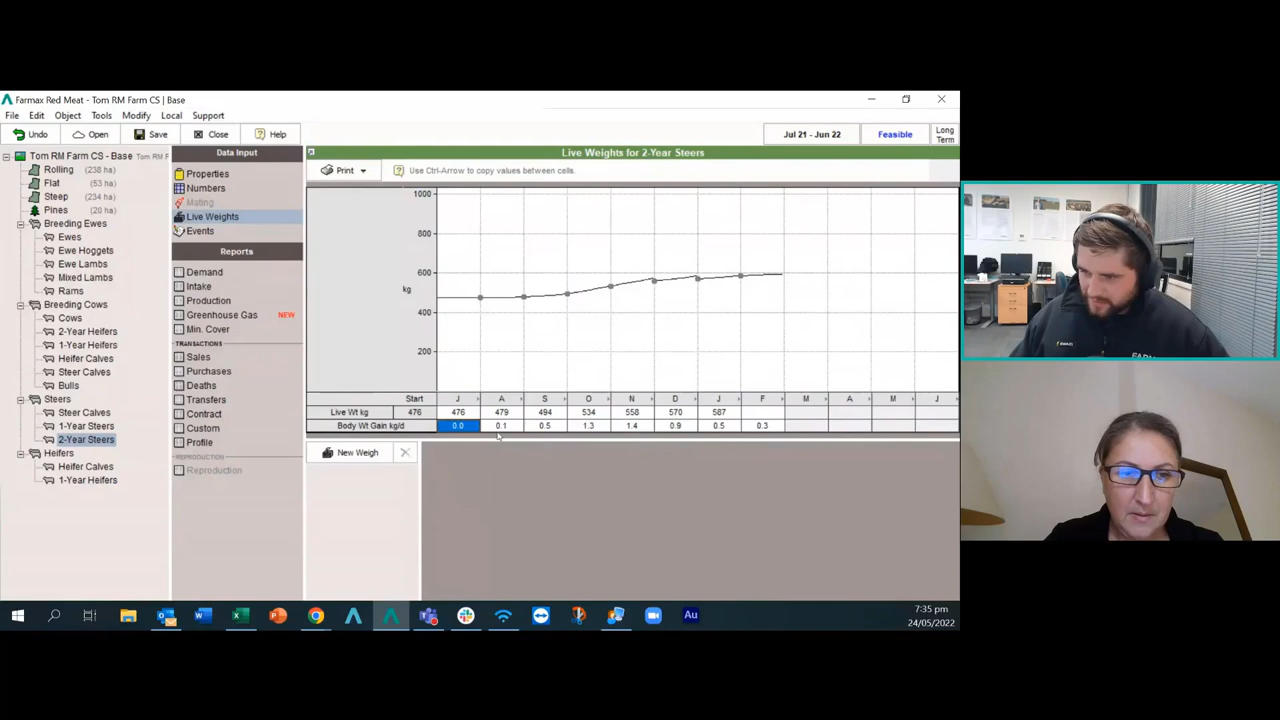 Farmax Red Meat - Tom RM Farm CS | Base
File Edit Object Tools Modify Local Support
Undo Open Save Close Help Jul 21 - Jun 22 Feasible Long Term
Tom RM Farm CS - Base Tom RM F
Rolling (238 ha)
Flat (53 ha)
Steep (234 ha)
Pines (20 ha)
Breeding Ewes
Ewes
Ewe Hoggets
Ewe Lambs
Mixed Lambs
Rams
Breeding Cows
Cows
2-Year Heifers
1-Year Heifers
Heifer Calves
Steer Calves
Bulls
Steers
Steer Calves
1-Year Steers
2-Year Steers
Heifers
Heifer Calves
1-Year Heifers
Data Input
Properties
Numbers
Mating
Live Weights
Events
Reports
Demand
Intake
Production
Greenhouse Gas NEW
Min. Cover
TRANSACTIONS
Sales
Purchases
Deaths
Transfers
Contract
Custom
Profile
REPRODUCTION
Reproduction
Live Weights for 2-Year Steers
Print Use Ctrl-Arrow to copy values between cells.
1000
800
600
kg
400
200
Start J A S O N D J F M A M J
Live Wt kg 476 476 479 494 534 558 570 587
Body Wt Gain kg/d 0.0 0.1 0.5 1.3 1.4 0.9 0.5 0.3
New Weigh
Au
7:35 pm
24/05/2022